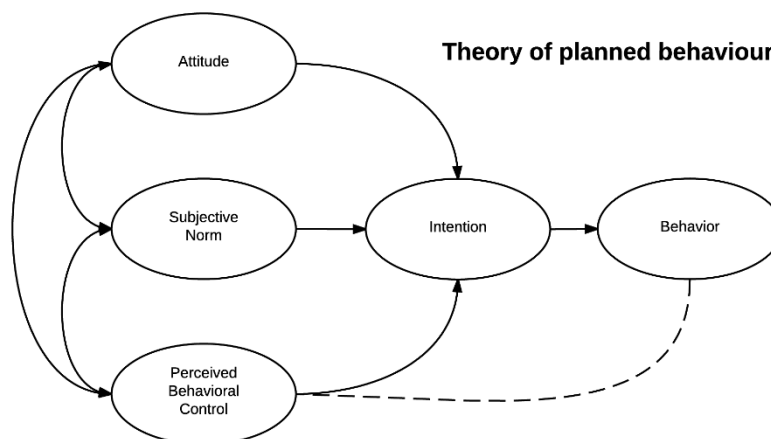 Theory of planned behaviour
Attitude
Subjective
Norm
Intention
Behavior
Perceived
Behavioral
Control